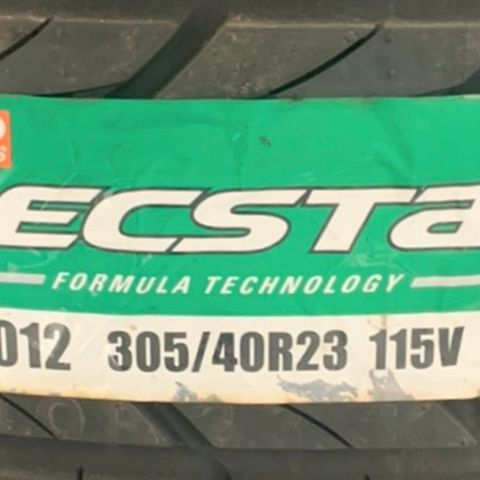 ECSTA
FORMULA TECHNOLOGY
012 305/40R23 115V